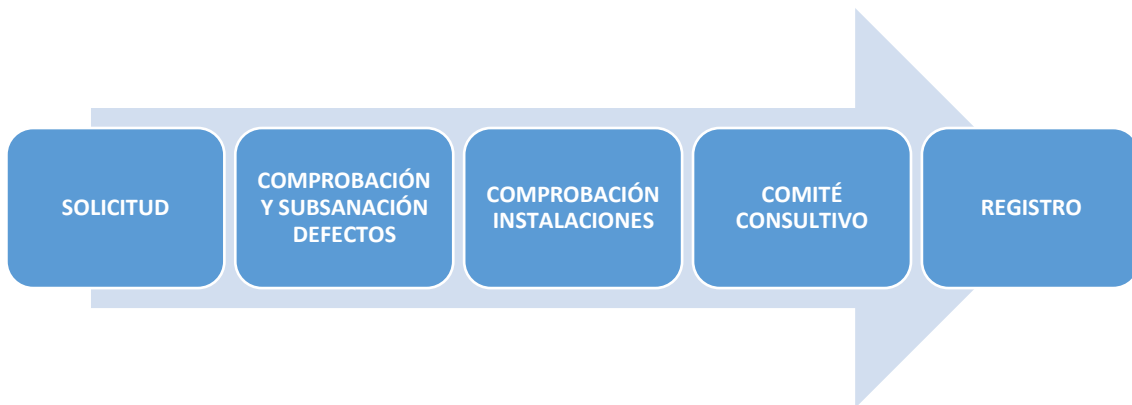 SOLICITUD
COMPROBACIÓN
Y SUBSANACIÓN
DEFECTOS
COMPROBACIÓN
INSTALACIONES
COMITÉ
CONSULTIVO
REGISTRO